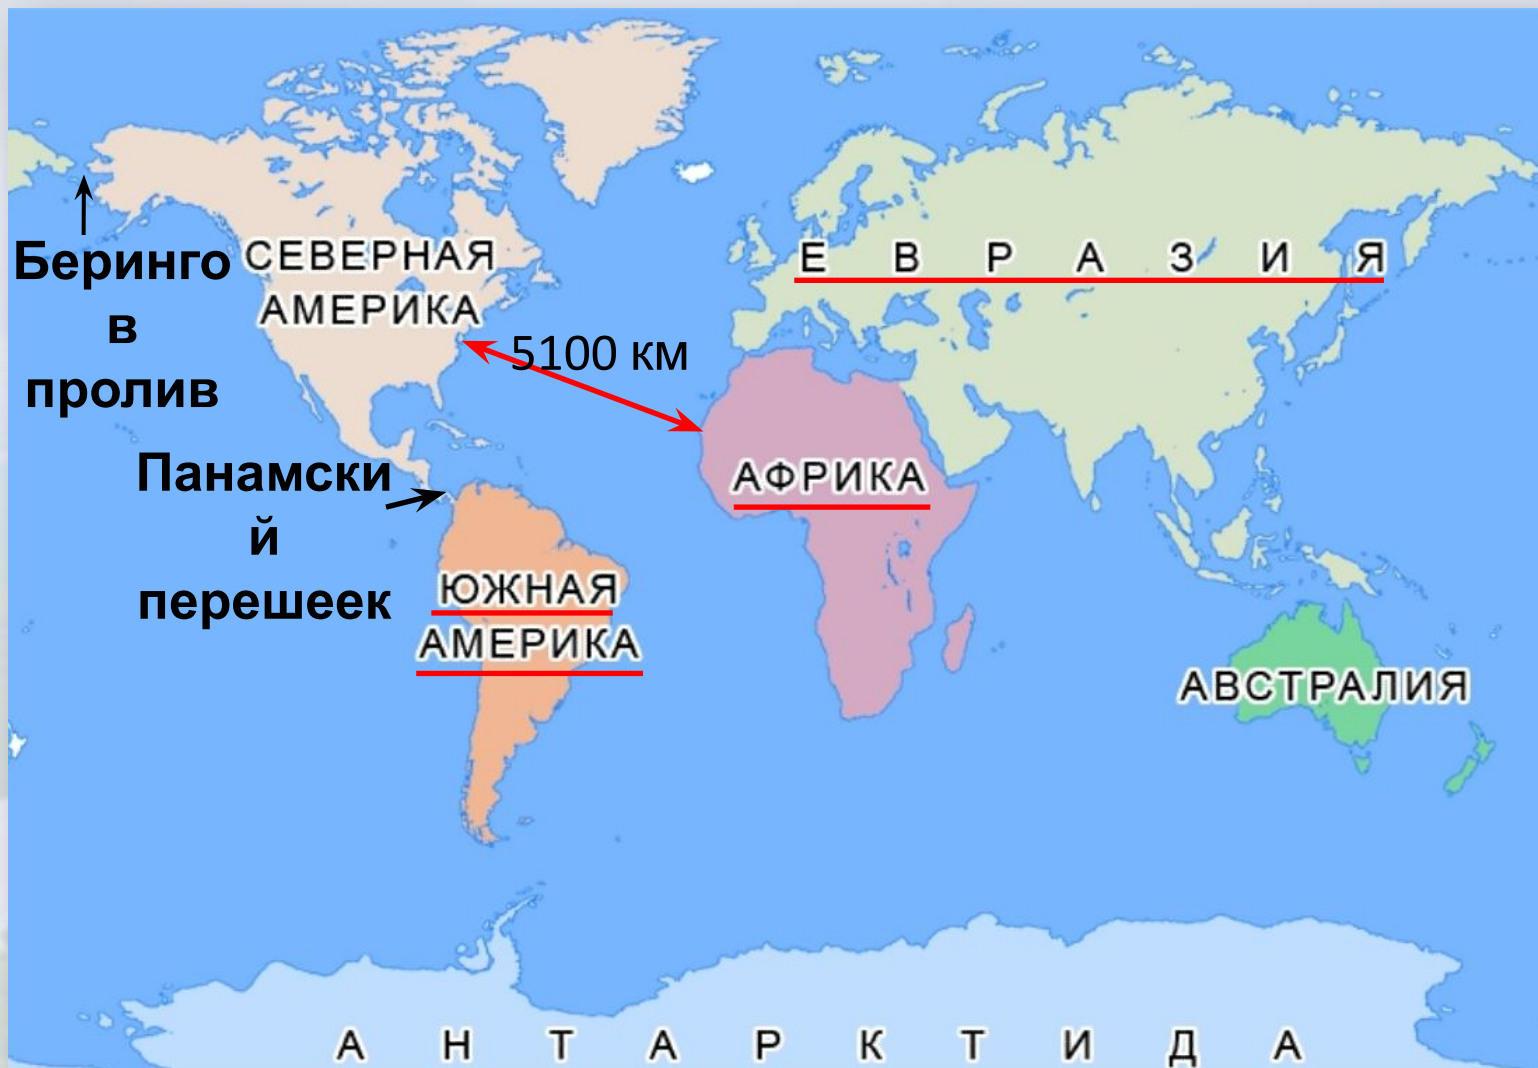 Беринго
в
пролив
СЕВЕРНАЯ
АМЕРИКА
Е В Р А З И Я
5100 км
Панамски
й
перешеек
АФРИКА
ЮЖНАЯ
АМЕРИКА
АВСТРАЛИЯ
А Н Т А Р К Т И Д А